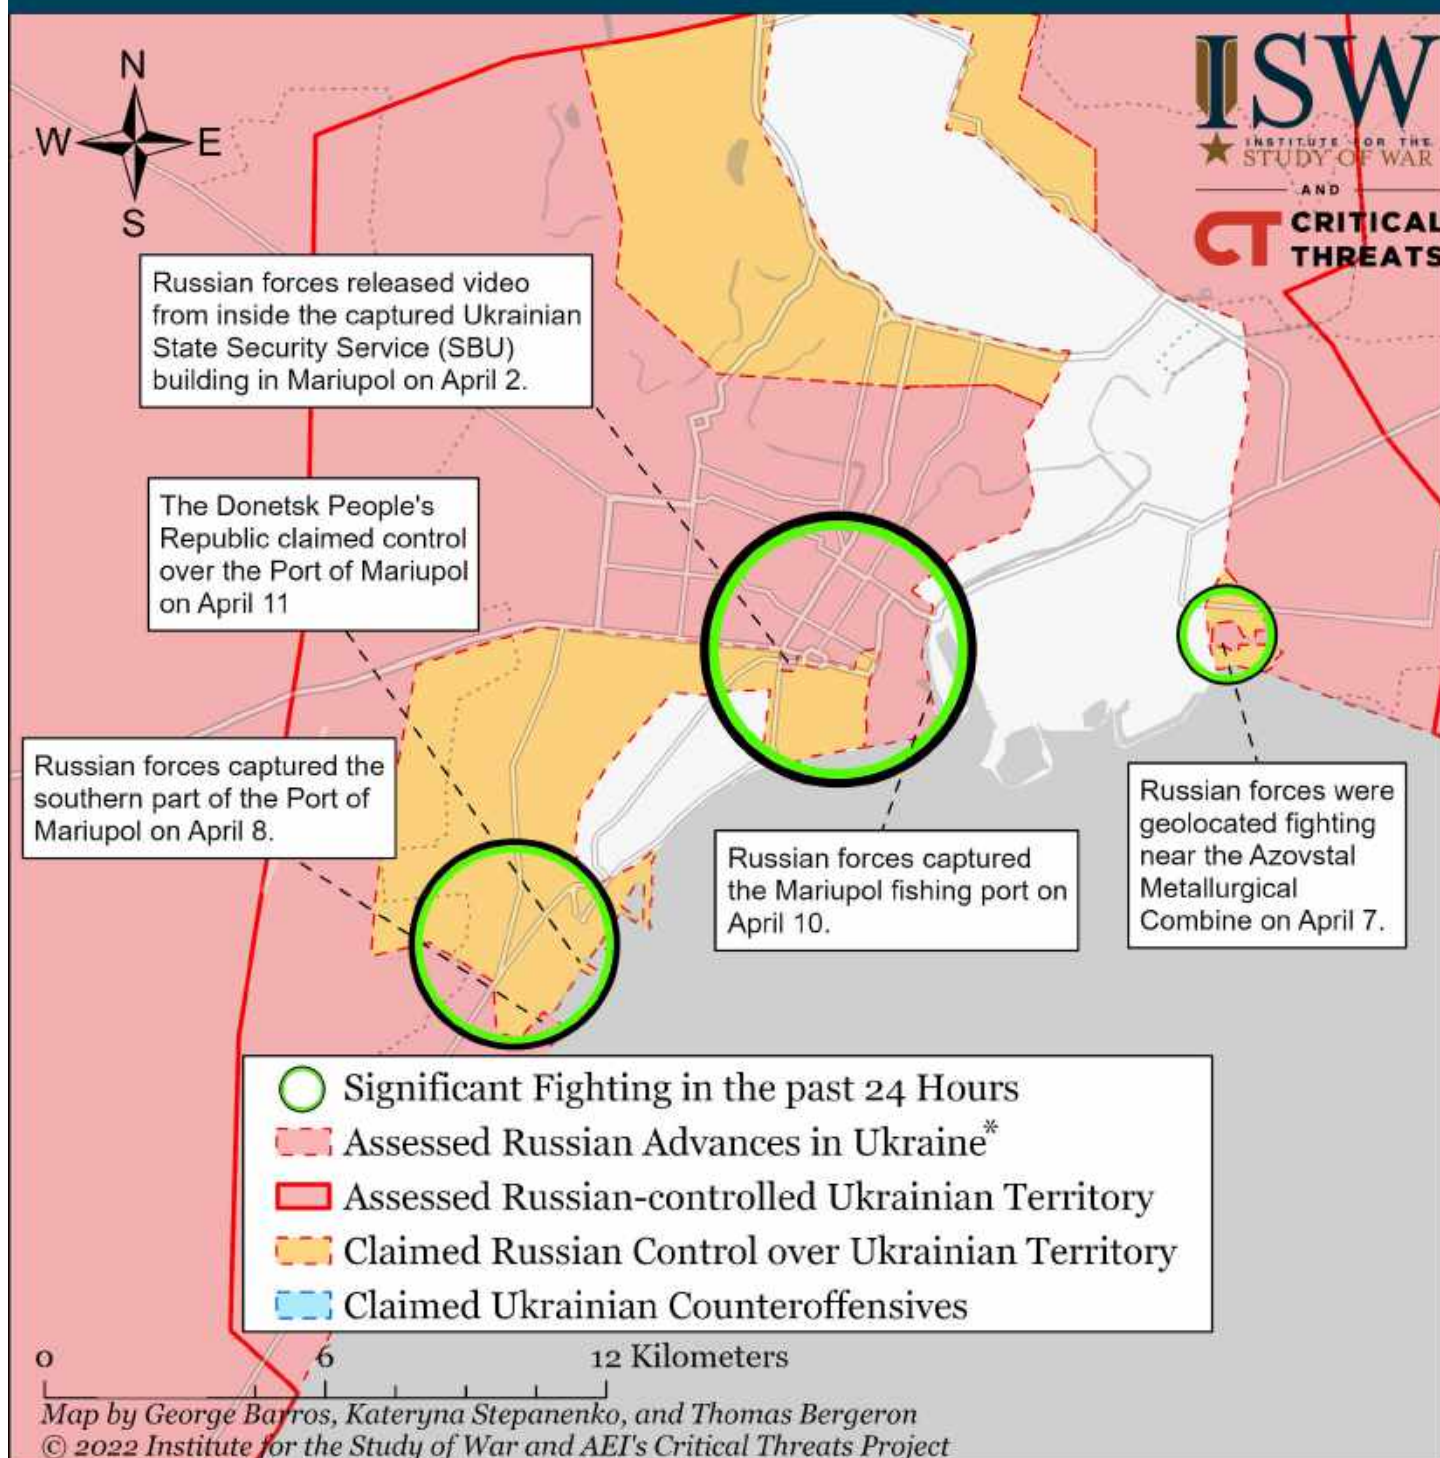 N
W E
S
ISW
INSTITUTE FOR THE
STUDY OF WAR
AND
CT CRITICAL
THREATS
Russian forces released video
from inside the captured Ukrainian
State Security Service (SBU)
building in Mariupol on April 2.
The Donetsk People's
Republic claimed control
over the Port of Mariupol
on April 11
Russian forces captured the
southern part of the Port of
Mariupol on April 8.
Russian forces captured
the Mariupol fishing port on
April 10.
Russian forces were
geolocated fighting
near the Azovstal
Metallurgical
Combine on April 7.
Significant Fighting in the past 24 Hours
Assessed Russian Advances in Ukraine*
Assessed Russian-controlled Ukrainian Territory
Claimed Russian Control over Ukrainian Territory
Claimed Ukrainian Counteroffensives
0 6 12 Kilometers
Map by George Barros, Kateryna Stepanenko, and Thomas Bergeron
© 2022 Institute for the Study of War and AEI's Critical Threats Project